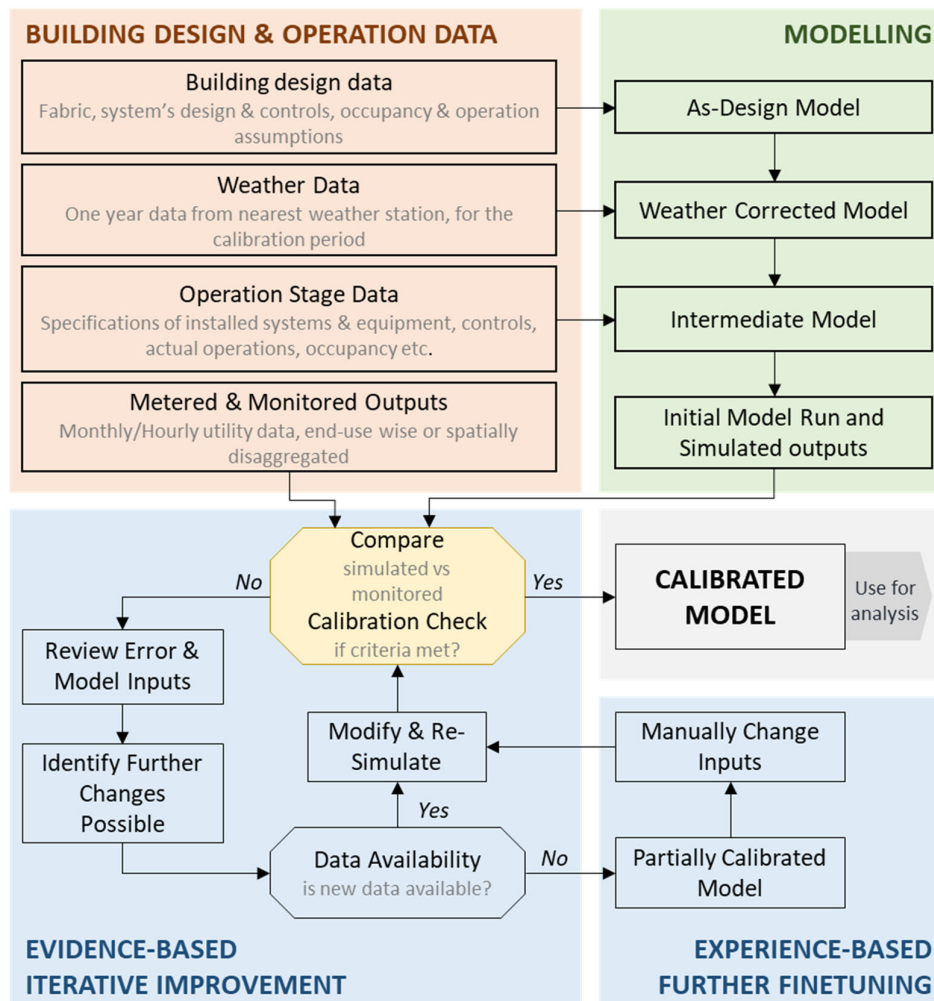 BUILDING DESIGN & OPERATION DATA
Building design data
Fabric, system's design & controls, occupancy & operation
assumptions
Weather Data
One year data from nearest weather station, for the
calibration period
Operation Stage Data
Specifications of installed systems & equipment, controls,
actual operations, occupancy etc.
Metered & Monitored Outputs
Monthly/Hourly utility data, end-use wise or spatially
disaggregated
MODELLING
As-Design Model
Weather Corrected Model
Intermediate Model
Initial Model Run and
Simulated outputs
Compare
simulated vs
monitored
Calibration Check
if criteria met?
No
Yes
CALIBRATED
MODEL
Use for
analysis
Review Error &
Model Inputs
Identify Further
Changes
Possible
Modify & Re-
Simulate
Yes
Data Availability
is new data available?
No
Manually Change
Inputs
Partially Calibrated
Model
EVIDENCE-BASED
ITERATIVE IMPROVEMENT
EXPERIENCE-BASED
FURTHER FINETUNING